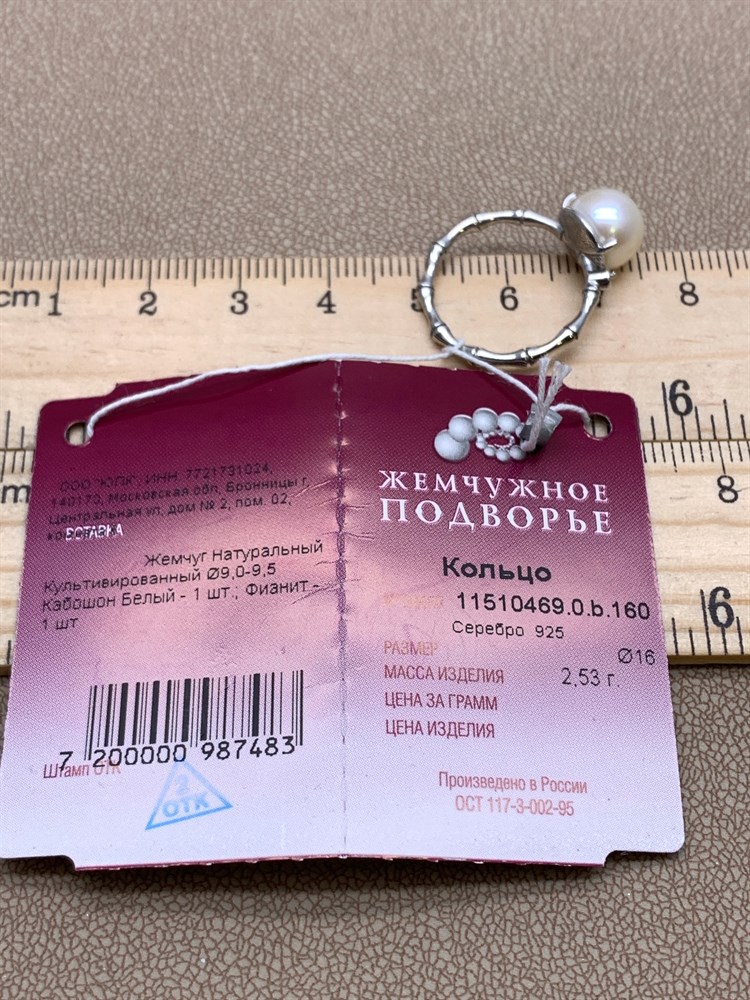 cm 1 2 3 4 5 6 8
6
8
6
ООО "ЮПК", ИНН 7721731024,
140170, Московская обл, Бронницы г,
Центральная ул, дом № 2, пом. 02,
ВСТАВКА
Жемчуг Натуральный
Культивированный Ø9,0-9,5
Кабошон Белый - 1 шт.; Фианит -
1 шт
7 200000 987483
Штамп ОТК
2
ОТК
ЖЕМЧУЖНОЕ
ПОДВОРЬЕ
Кольцо
11510469.0.b.160
Серебро 925
РАЗМЕР Ø16
МАССА ИЗДЕЛИЯ 2,53 г.
ЦЕНА ЗА ГРАММ
ЦЕНА ИЗДЕЛИЯ
Произведено в России
ОСТ 117-3-002-95